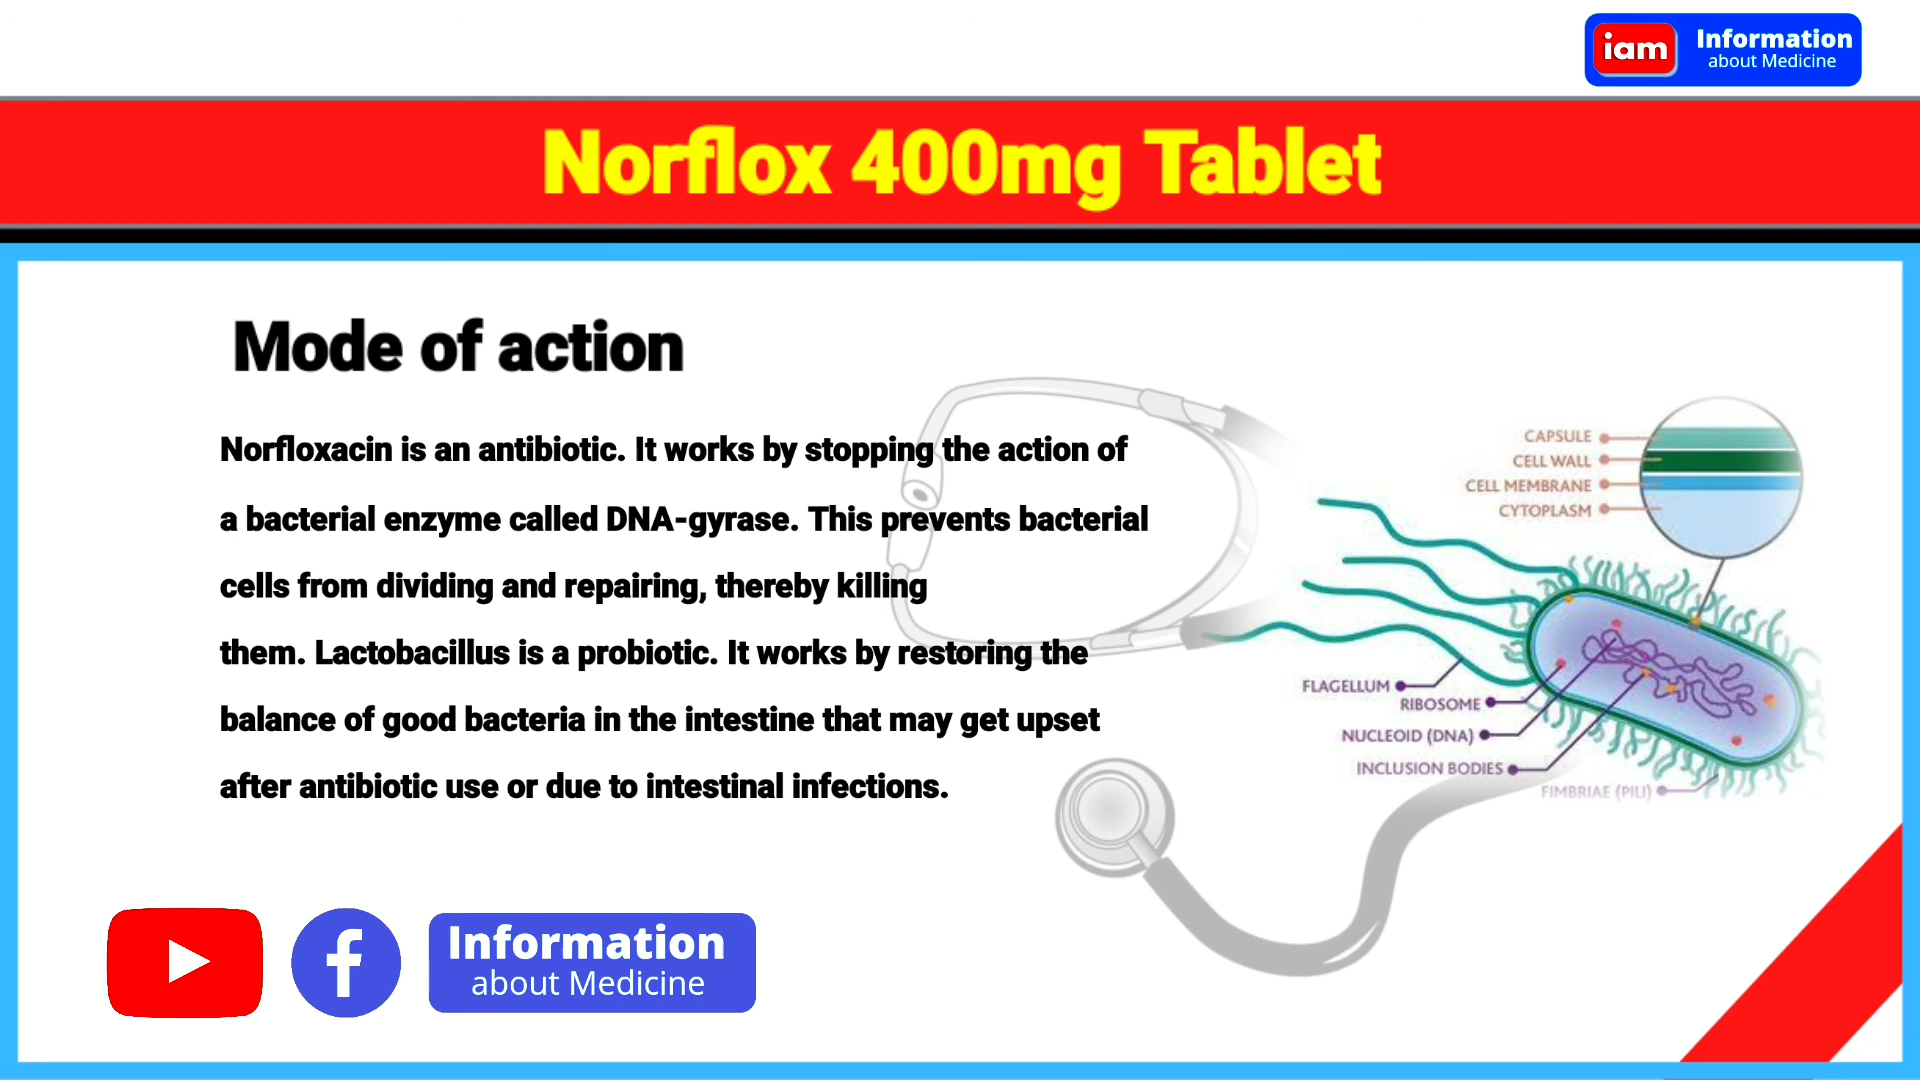 iam
Information
about Medicine
Norflox 400mg Tablet
Mode of action
Norfloxacin is an antibiotic. It works by stopping the action of
a bacterial enzyme called DNA-gyrase. This prevents bacterial
cells from dividing and repairing, thereby killing
them. Lactobacillus is a probiotic. It works by restoring the
balance of good bacteria in the intestine that may get upset
after antibiotic use or due to intestinal infections.
CAPSULE
CELL WALL
CELL MEMBRANE
CYTOPLASM
FLAGELLUM
RIBOSOME
NUCLEOID (DNA)
INCLUSION BODIES
FIMBRIAE (PILI)
f
Information
about Medicine